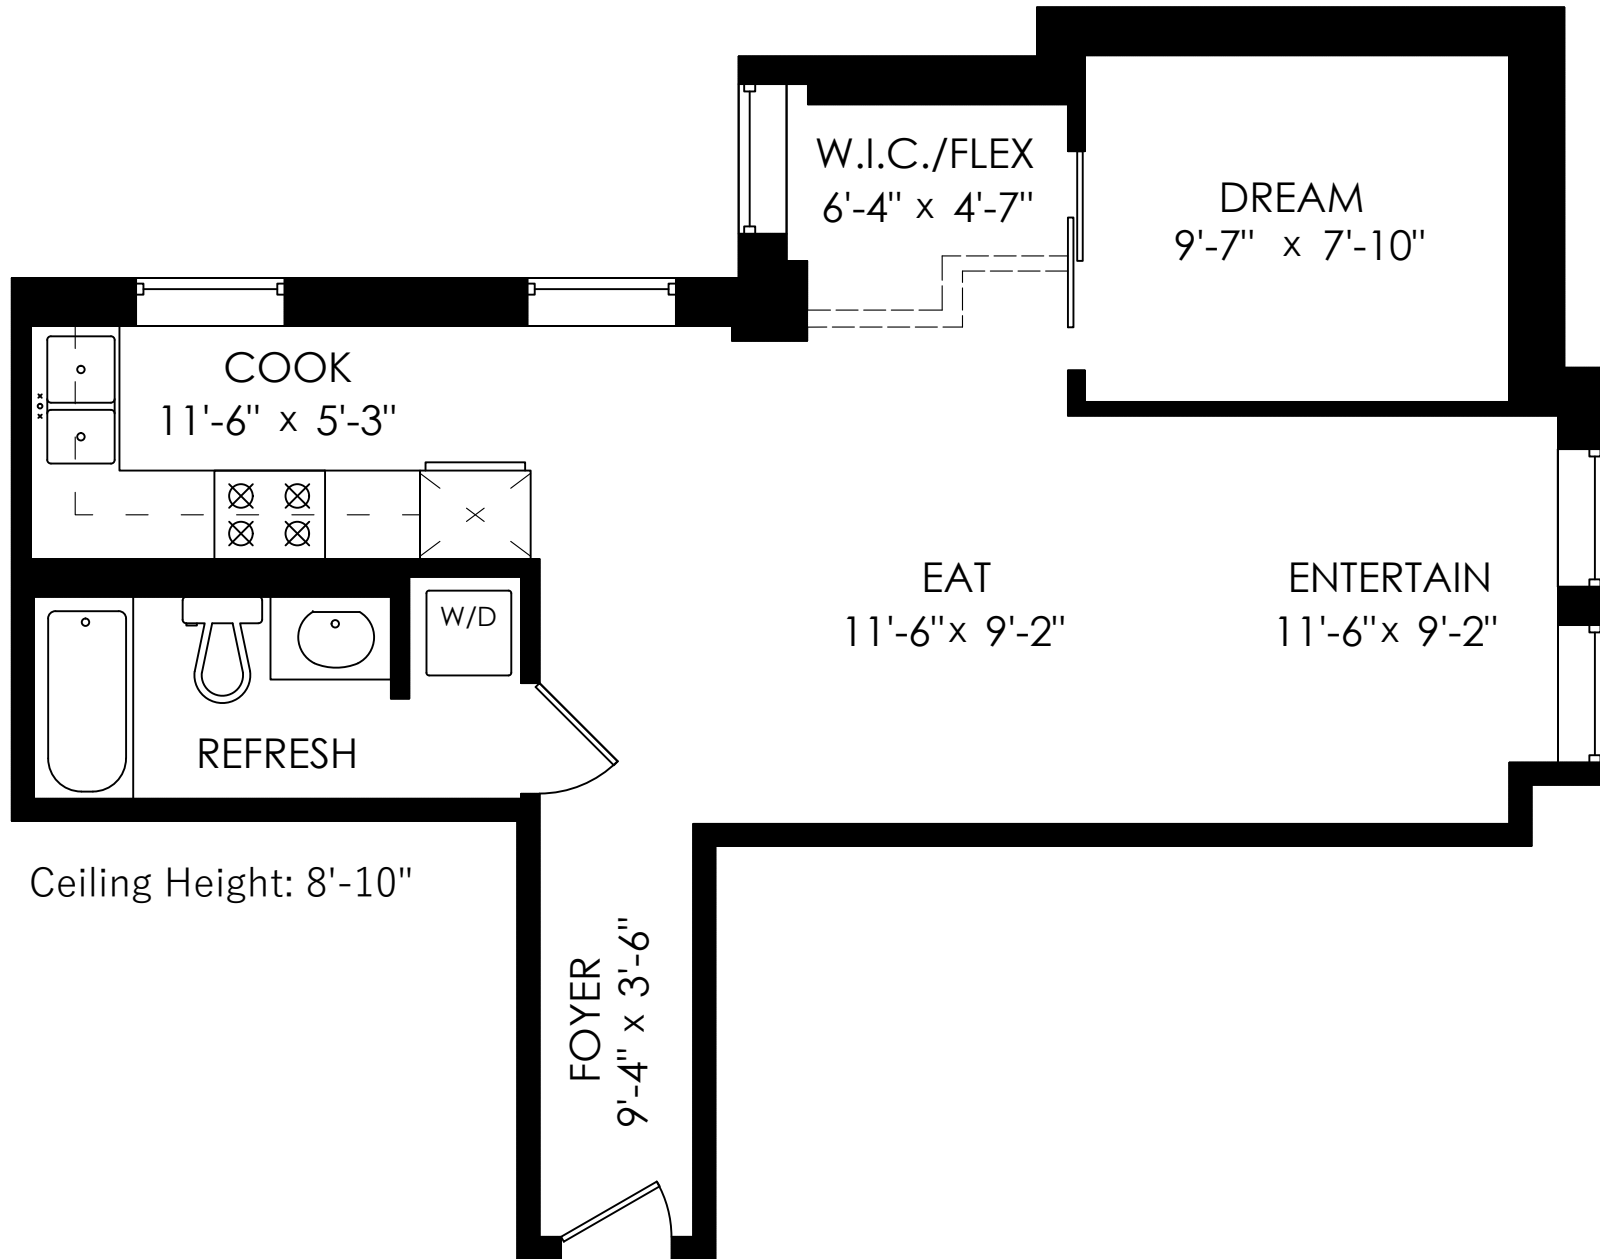 W.I.C./FLEX
6'-4" x 4'-7"
DREAM
9'-7" x 7'-10"
COOK
11'-6" x 5'-3"
EAT
11'-6" x 9'-2"
ENTERTAIN
11'-6" x 9'-2"
W/D
REFRESH
Ceiling Height: 8'-10"
FOYER
9'-4" x 3'-6"